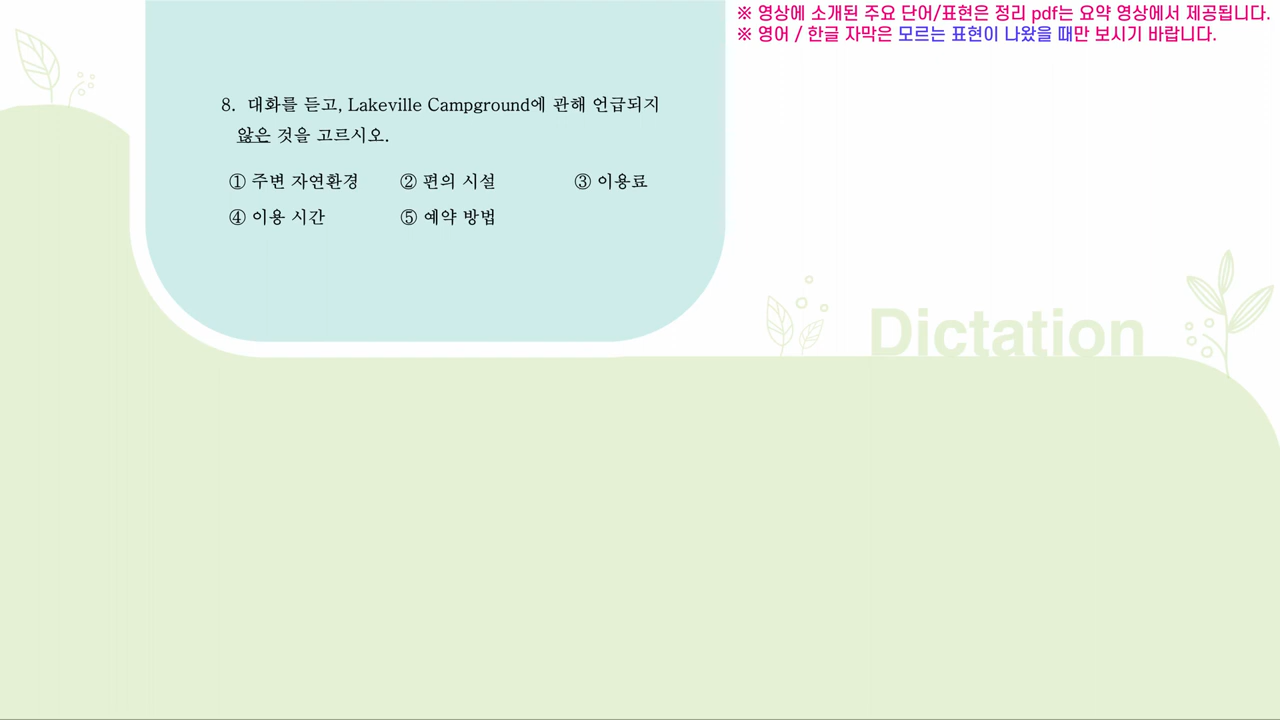 ※ 영상에 소개된 주요 단어/표현은 정리 pdf는 요약 영상에서 제공됩니다.
※ 영어 / 한글 자막은 모르는 표현이 나왔을 때만 보시기 바랍니다.
8. 대화를 듣고, Lakeville Campground에 관해 언급되지
않은 것을 고르시오.
① 주변 자연환경 ② 편의 시설 ③ 이용료
④ 이용 시간 ⑤ 예약 방법
Dictation